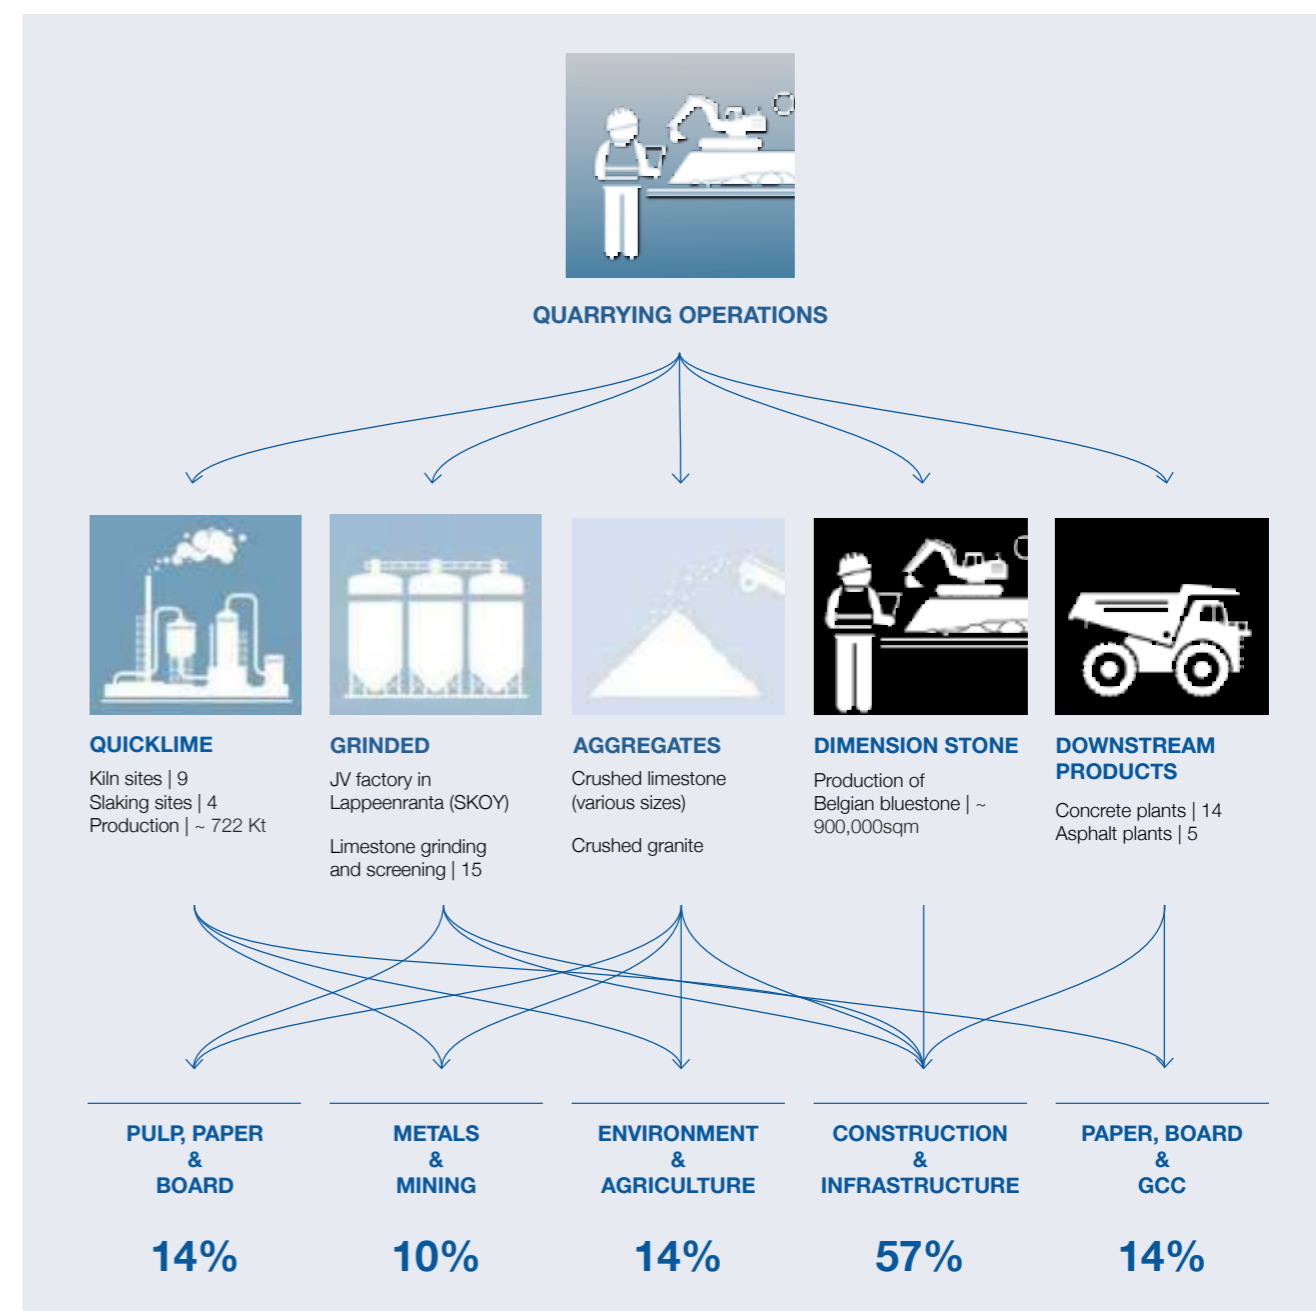 QUARRYING OPERATIONS
QUICKLIME
Kiln sites | 9
Slaking sites | 4
Production | ~ 722 Kt
GRINDED
JV factory in
Lappeenranta (SKOY)
Limestone grinding
and screening | 15
AGGREGATES
Crushed limestone
(various sizes)
Crushed granite
DIMENSION STONE
Production of
Belgian bluestone | ~
900,000sqm
DOWNSTREAM
PRODUCTS
Concrete plants | 14
Asphalt plants | 5
PULP, PAPER
&
BOARD
14%
METALS
&
MINING
10%
ENVIRONMENT
&
AGRICULTURE
14%
CONSTRUCTION
&
INFRASTRUCTURE
57%
PAPER, BOARD
&
GCC
14%